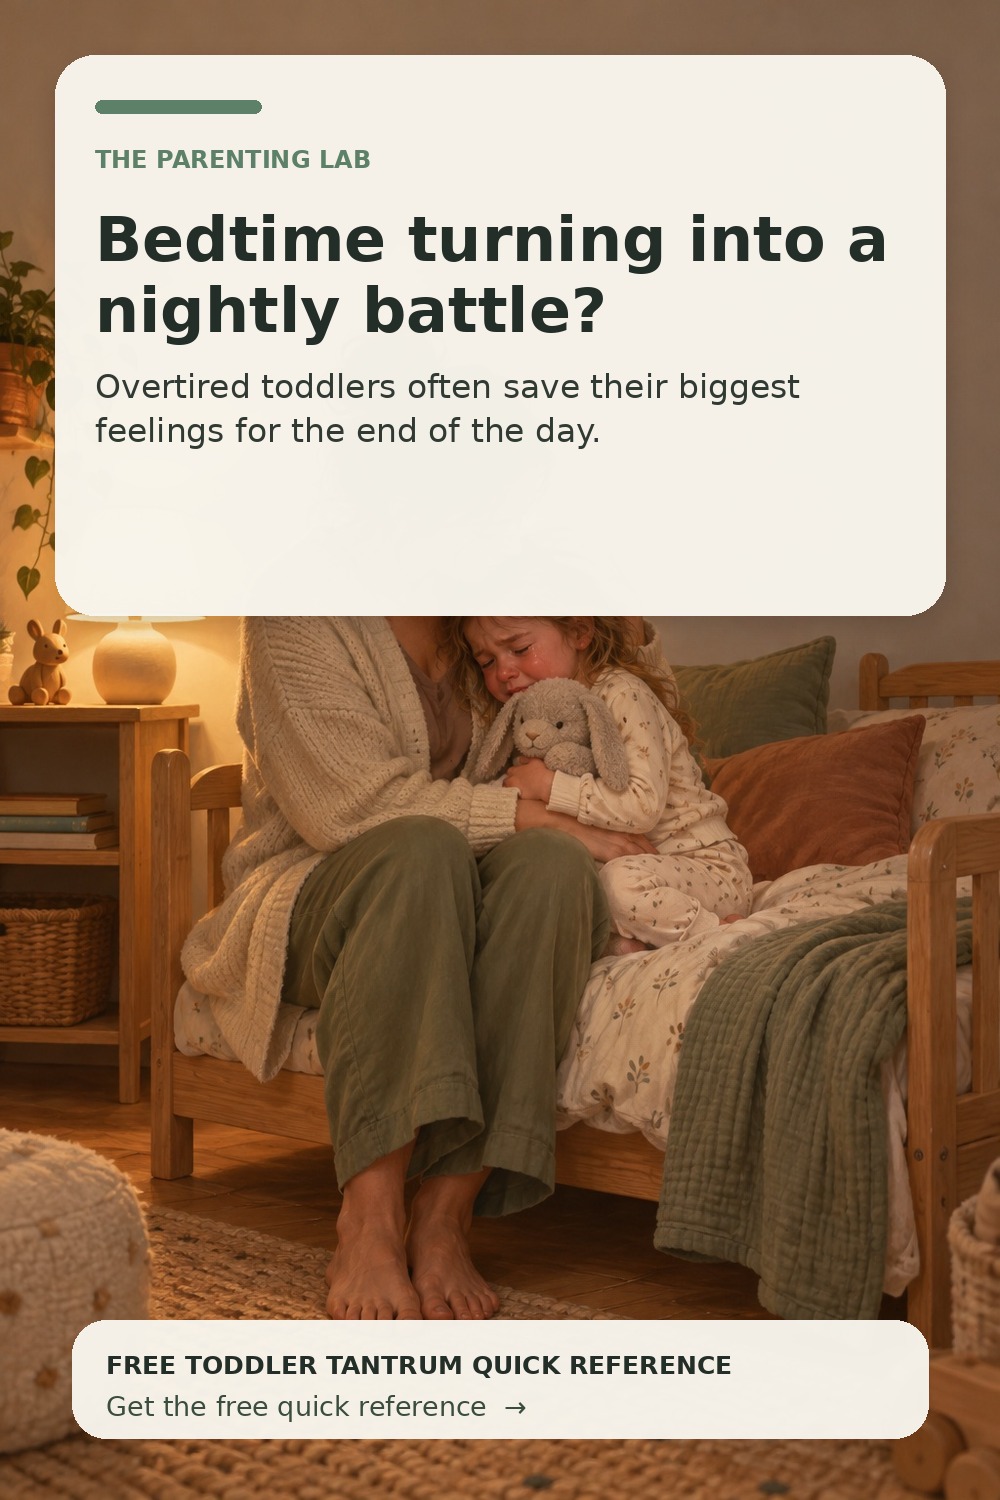 THE PARENTING LAB
Bedtime turning into a
nightly battle?
Overtired toddlers often save their biggest
feelings for the end of the day.
FREE TODDLER TANTRUM QUICK REFERENCE
Get the free quick reference →